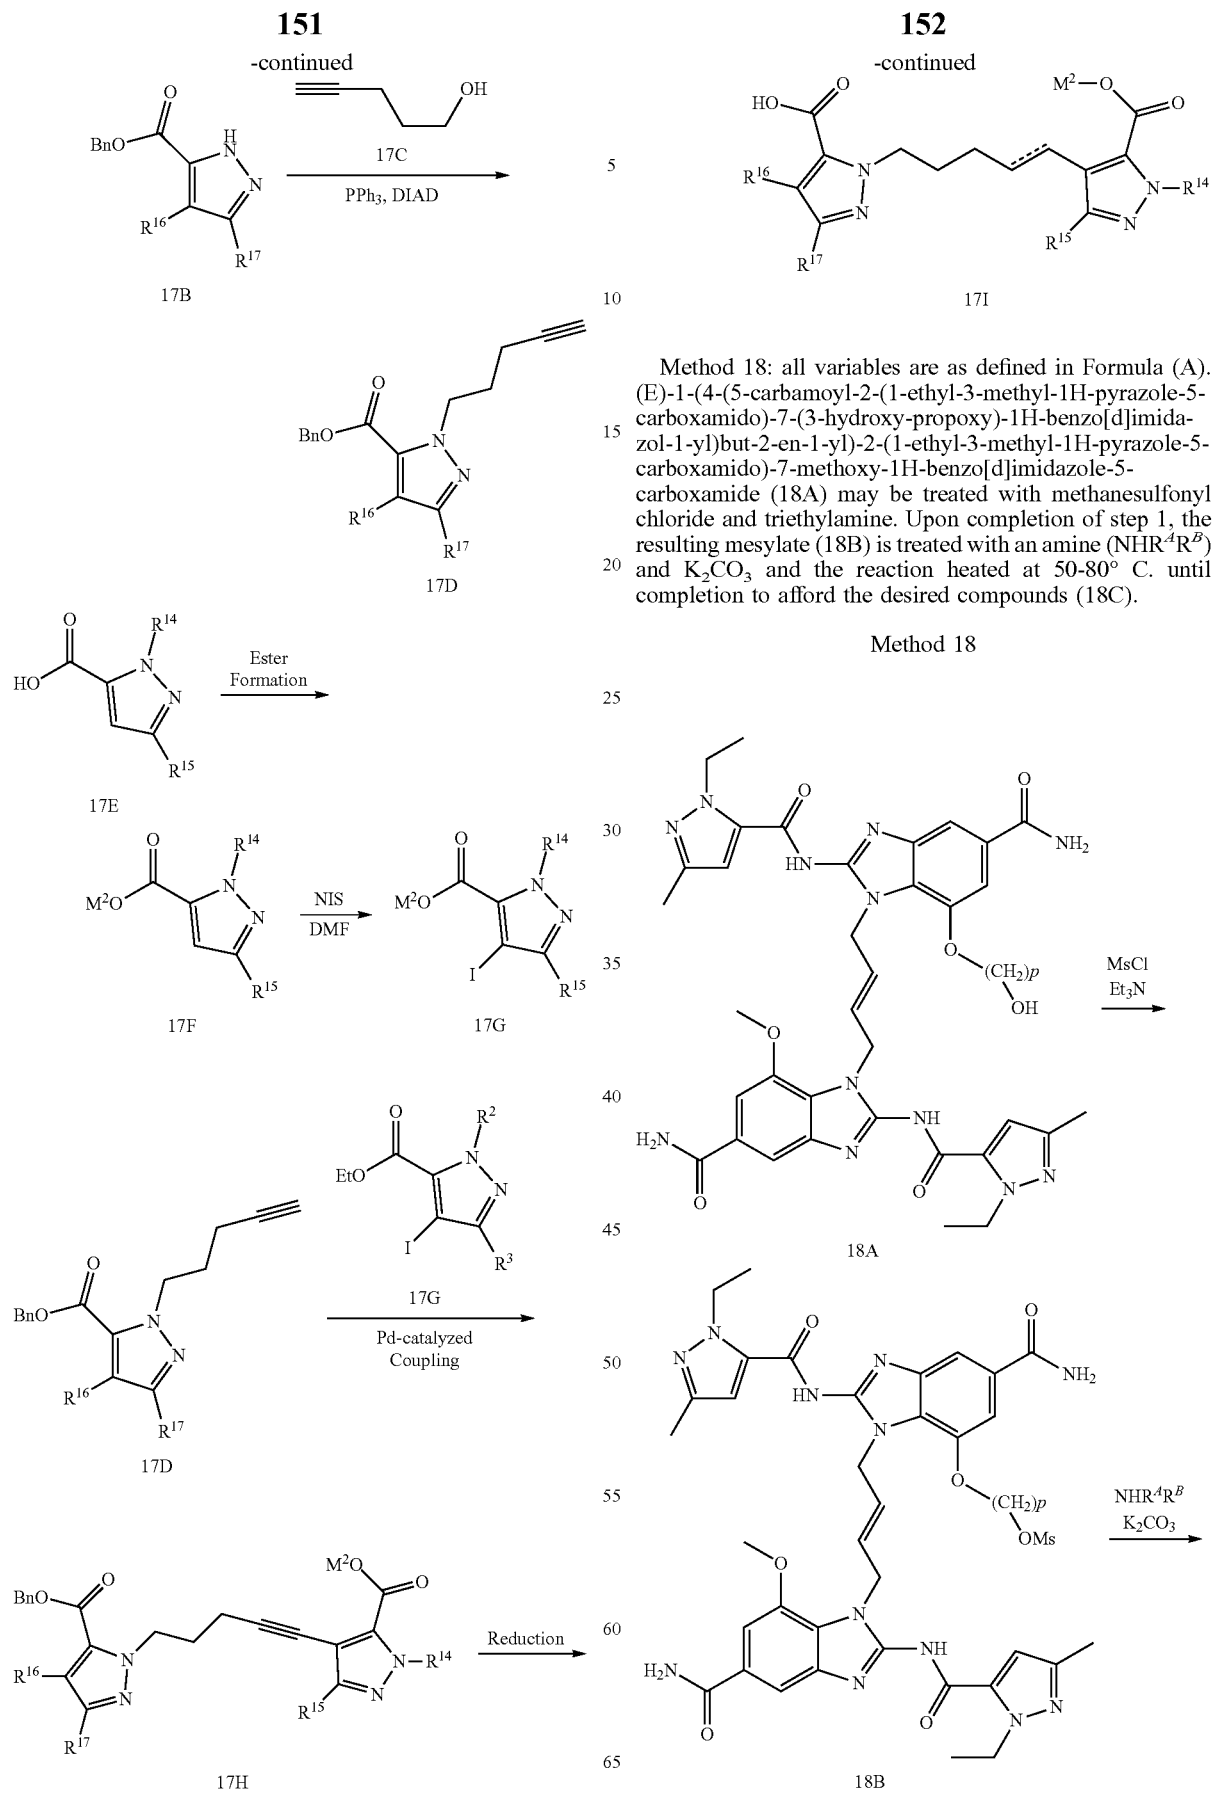 151
-continued
OH
O
BnO
H
N
N
R16
R17
17B
17C
PPh3, DIAD
O
BnO
N
N
R16
R17
17D
O
HO
R14
N
N
R15
17E
Ester
Formation
O
M2O
R14
N
N
R15
17F
NIS
DMF
O
M2O
R14
N
N
I
R15
17G
O
BnO
N
N
R16
R17
17D
O
EtO
R2
N
N
I
R3
17G
Pd-catalyzed
Coupling
BnO
O
N
N
R16
R17
M2O
O
N
R14
N
R15
17H
Reduction
5
10
15
20
25
30
35
40
45
50
55
60
65
152
-continued
HO
O
R16
N
N
R17
M2
O
O
N
R14
N
R15
17I
Method 18: all variables are as defined in Formula (A).
(E)-1-(4-(5-carbamoyl-2-(1-ethyl-3-methyl-1H-pyrazole-5-
carboxamido)-7-(3-hydroxy-propoxy)-1H-benzo[d]imida-
zol-1-yl)but-2-en-1-yl)-2-(1-ethyl-3-methyl-1H-pyrazole-5-
carboxamido)-7-methoxy-1H-benzo[d]imidazole-5-
carboxamide (18A) may be treated with methanesulfonyl
chloride and triethylamine. Upon completion of step 1, the
resulting mesylate (18B) is treated with an amine (NHRARB)
and K2CO3 and the reaction heated at 50-80° C. until
completion to afford the desired compounds (18C).
Method 18
N
N
O
HN
N
N
O
NH2
O
(CH2)p
OH
O
N
N
NH
H2N
O
O
N
N
18A
MsCl
Et3N
N
N
O
HN
N
N
O
NH2
O
(CH2)p
OMs
O
N
N
NH
H2N
O
O
N
N
18B
NHRARB
K2CO3